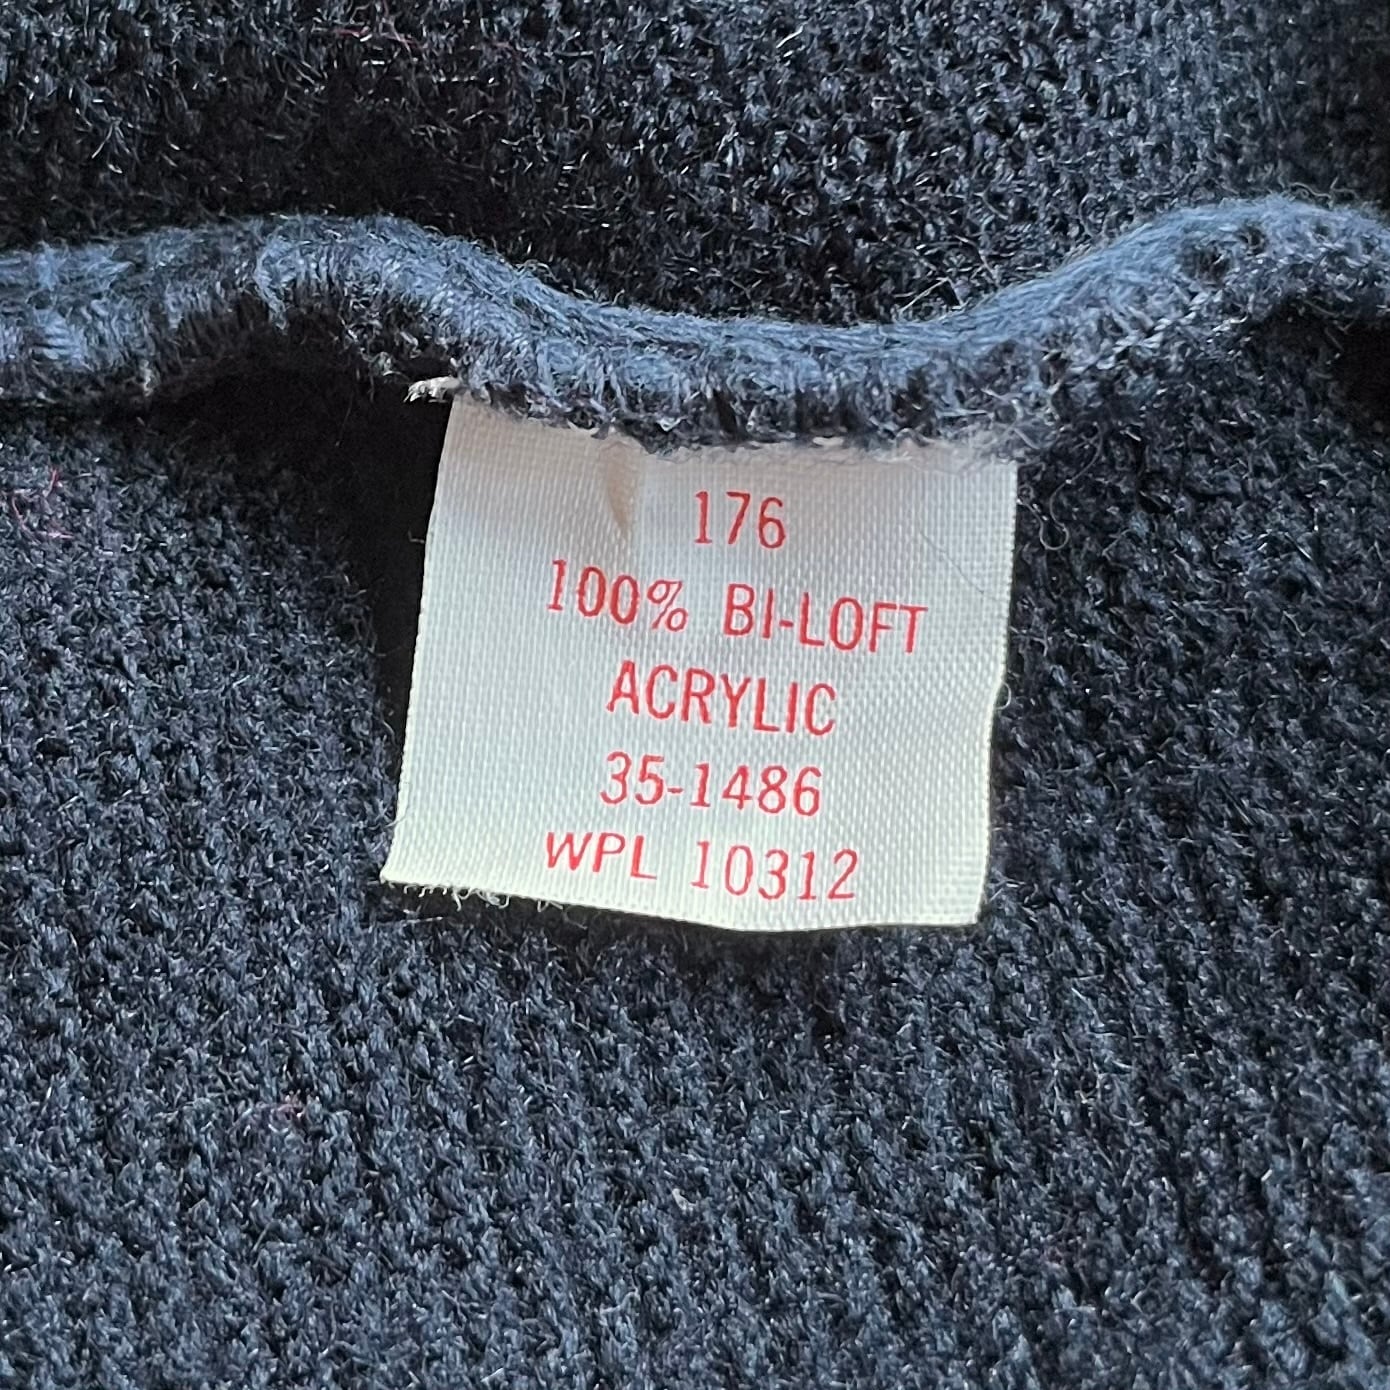 176
100% BI-LOFT
ACRYLIC
35-1486
WPL 10312